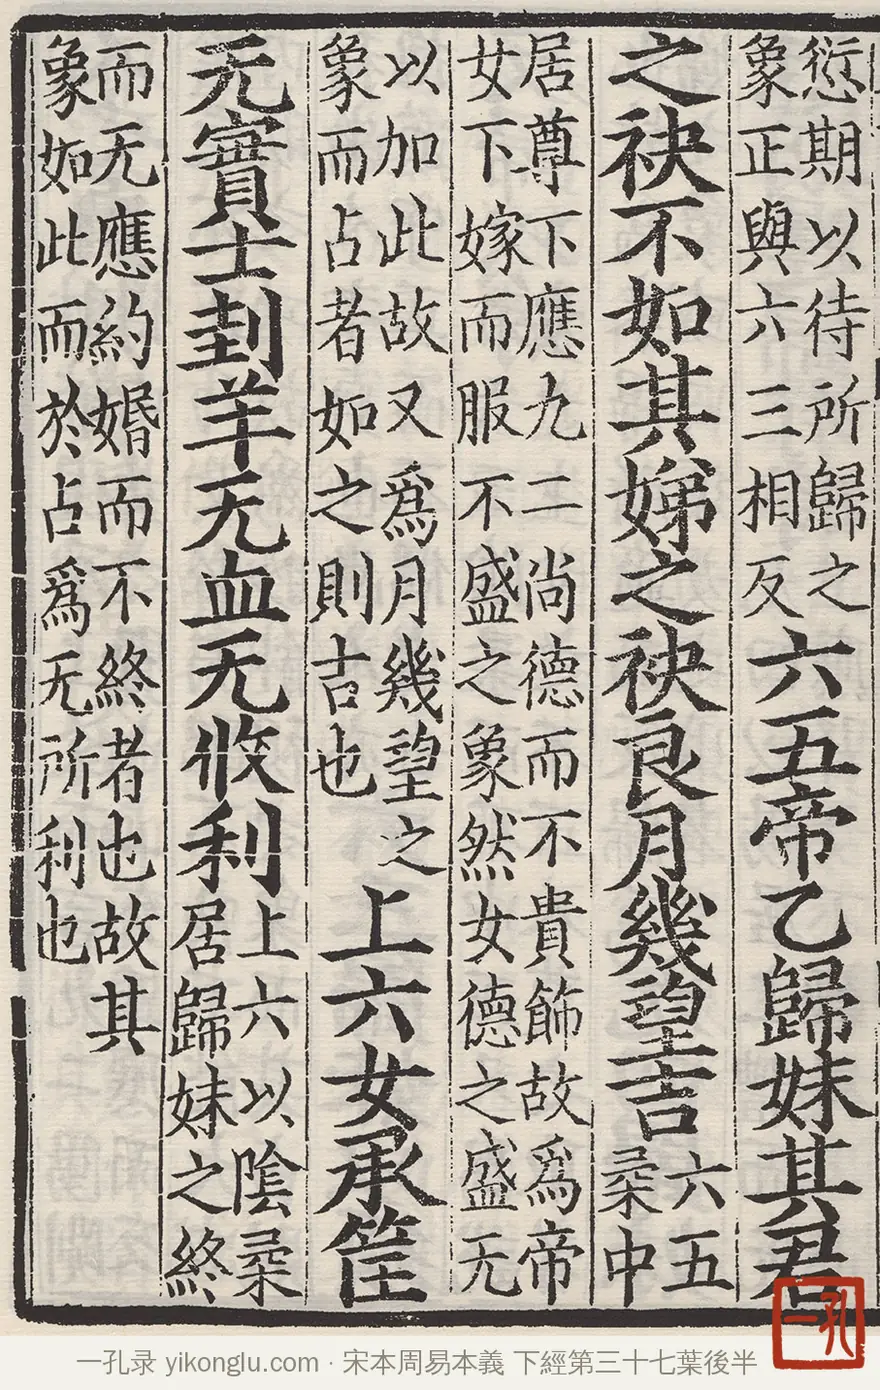 愆期以待所歸之
象正與六三相反
六五帝乙歸妹其君
之袂不如其娣之袂良月幾望吉
六五
柔中
居尊下應九二尚德而不貴飾故爲帝
女下嫁而服不盛之象然女德之盛无
以加此故又爲月幾望之
象而占者如之則吉也
上六女承筐
无實士刲羊无血无攸利
上六以陰柔
居歸妹之終
而无應約婚而不終者也故其
象如此而於占爲无所利也
一孔
一孔录 yikonglu.com · 宋本周易本義 下經第三十七葉後半